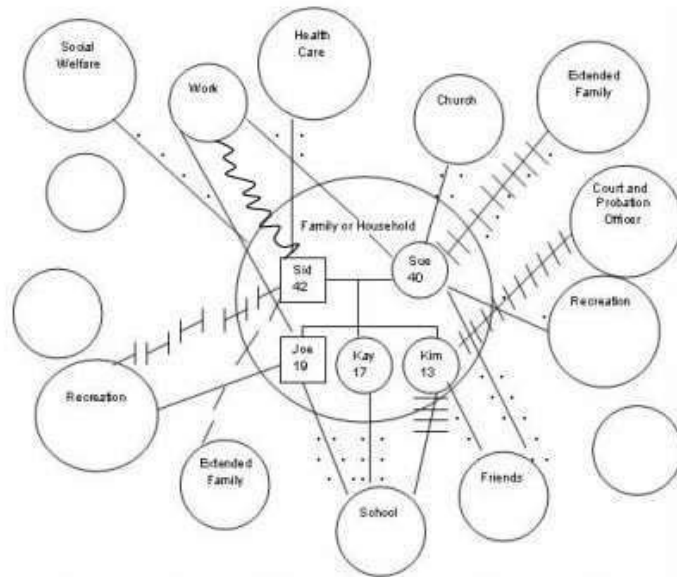 Social
Welfare
Work
Health
Care
Church
Extended
Family
Court and
Probation
Officer
Family or Household
Sid
42
Sue
40
Recreation
Joe
19
Kay
17
Kim
13
Recreation
Extended
Family
School
Friends